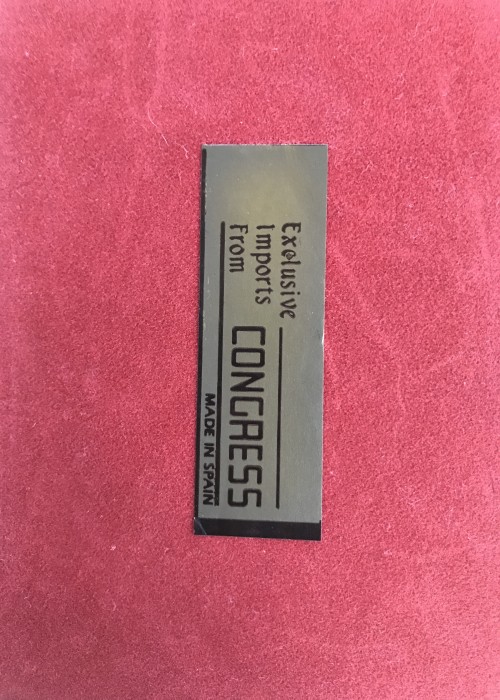 Exclusive
Imports
From
CONGRESS
MADE IN SPAIN